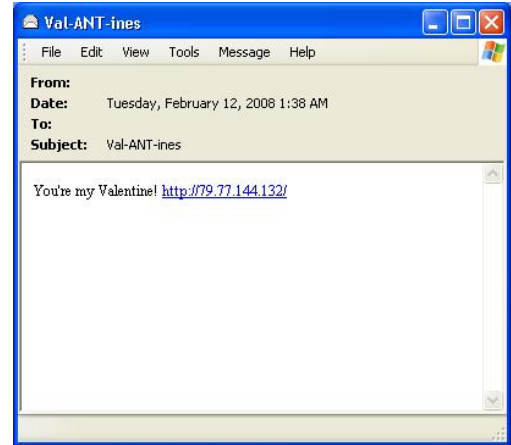 Val-ANT-ines
File Edit View Tools Message Help
From:
Date: Tuesday, February 12, 2008 1:38 AM
To:
Subject: Val-ANT-ines
You're my Valentine! http://79.77.144.132/